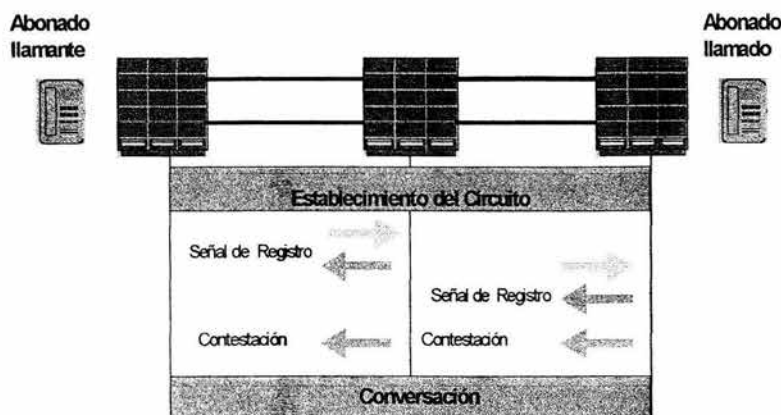 Abonado
llamante
Abonado
llamado
Establecimiento del Circuito
Señal de Registro
Señal de Registro
Contestación
Contestación
Conversación